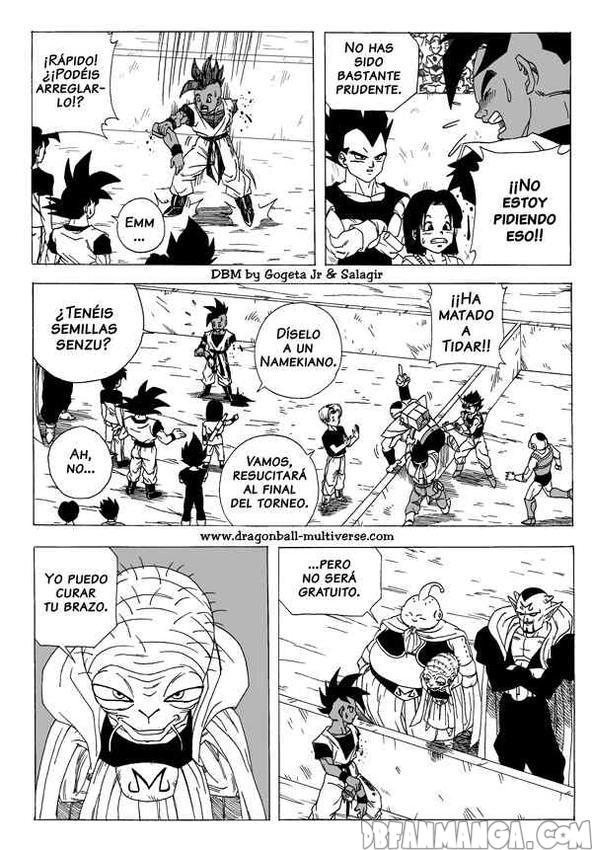 ¡RÁPIDO!
¿¡PODÉIS
ARREGLAR-
LO!?
EMM
...
NO HAS
SIDO
BASTANTE
PRUDENTE.
¡¡NO
ESTOY
PIDIENDO
ESO!!
DBM by Gogeta Jr & Salagir
¿TENÉIS
SEMILLAS
SENZU?
DÍSELO
A UN
NAMEKIANO.
¡¡HA
MATADO
A
TIDAR!!
AH,
NO...
VAMOS,
RESUCITARÁ
AL FINAL
DEL TORNEO.
www.dragonball-multiverse.com
YO PUEDO
CURAR
TU BRAZO.
...PERO
NO SERÁ
GRATUITO.
M
DBFANMANGA.COM